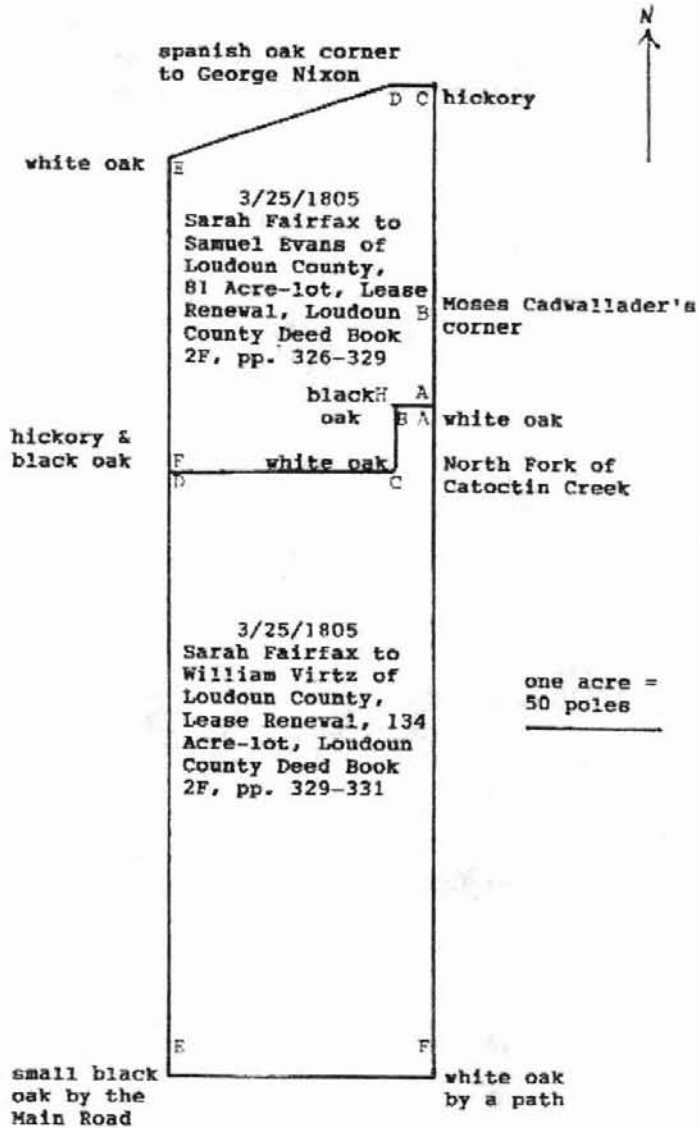 N
spanish oak corner
to George Nixon
D C hickory
white oak
E
3/25/1805
Sarah Fairfax to
Samuel Evans of
Loudoun County,
81 Acre-lot, Lease
Renewal, Loudoun
County Deed Book
2F, pp. 326-329
B Moses Cadwallader's
corner
black H A
oak B A white oak
hickory &
black oak
F white oak
D C
North Fork of
Catoctin Creek
3/25/1805
Sarah Fairfax to
William Virtz of
Loudoun County,
Lease Renewal, 134
Acre-lot, Loudoun
County Deed Book
2F, pp. 329-331
one acre =
50 poles
E F
small black
oak by the
Main Road
white oak
by a path